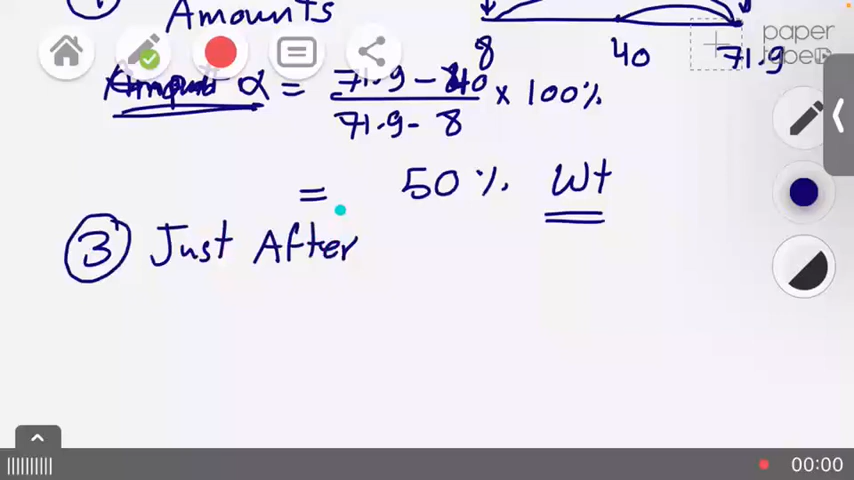 Amounts
8 40 71.9
paper
type
Amount α = 71.9 - 40 × 100%
71.9 - 8
= 50 % wt
3 Just After
00:00